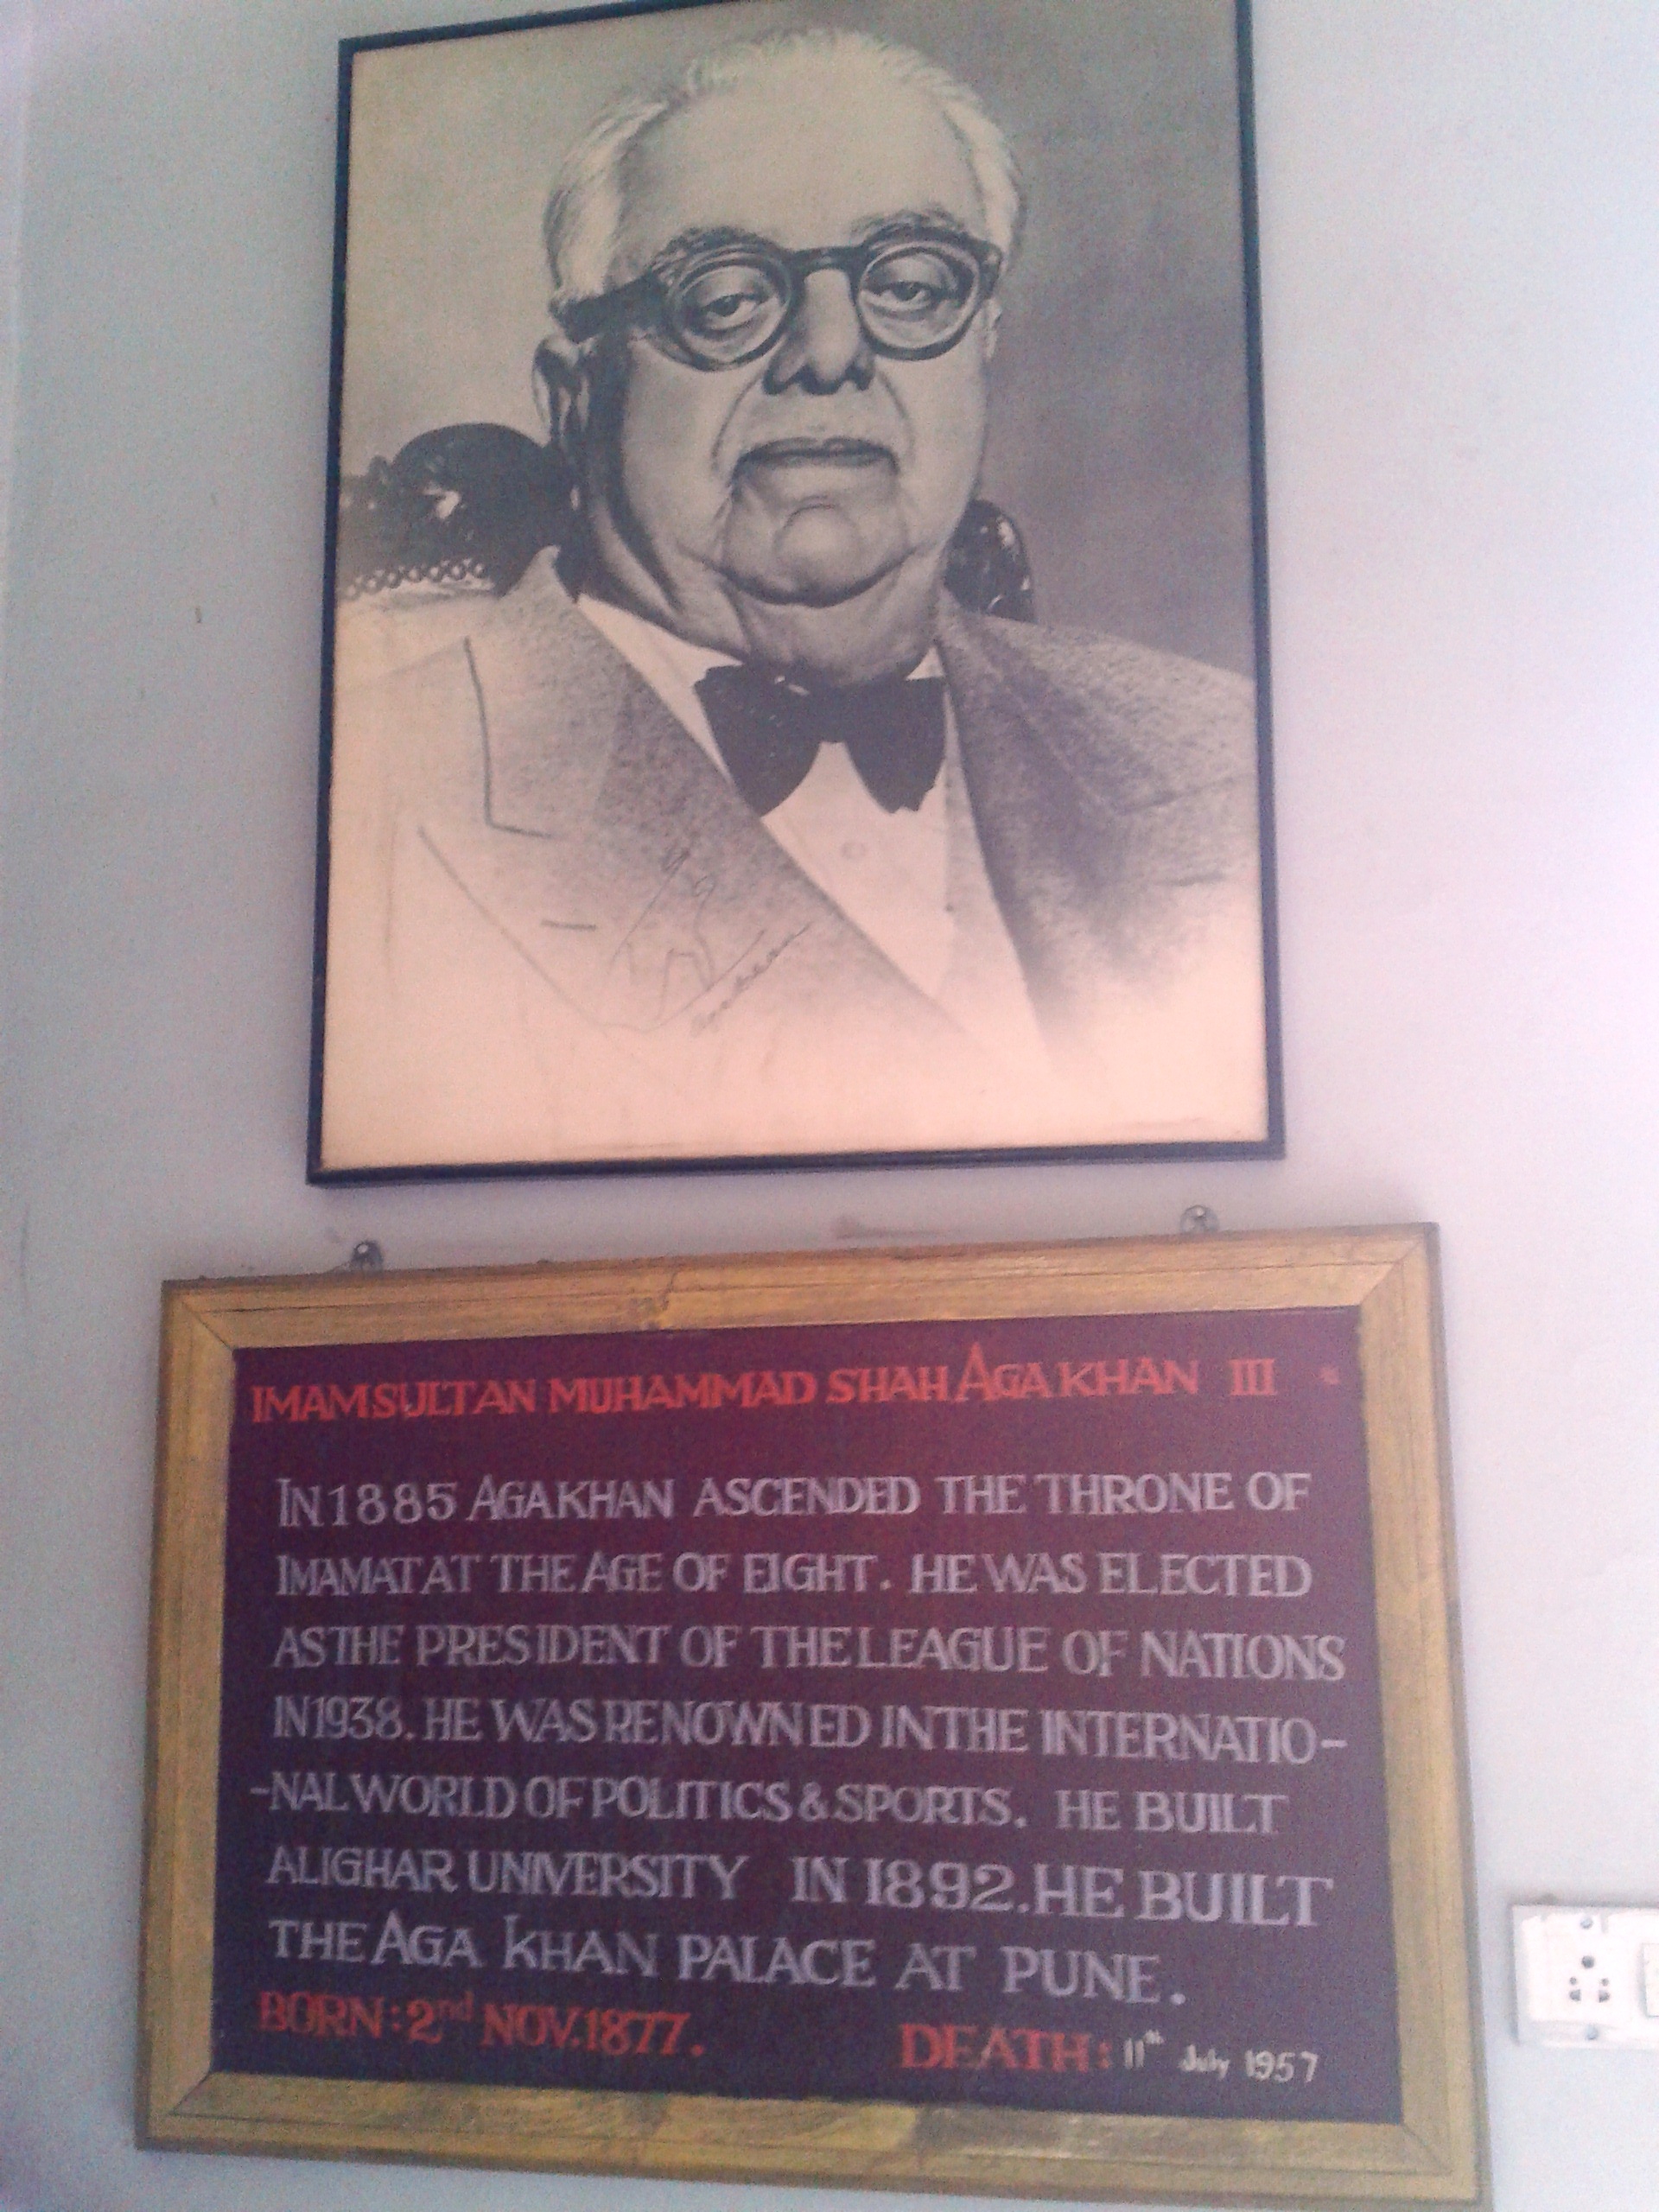 IMAM SULTAN MUHAMMAD SHAH AGA KHAN III
IN 1885 AGAKHAN ASCENDED THE THRONE OF
IMAMAT AT THE AGE OF EIGHT. HE WAS ELECTED
AS THE PRESIDENT OF THE LEAGUE OF NATIONS
IN 1938. HE WAS RENOWNED IN THE INTERNATIO-
-NAL WORLD OF POLITICS & SPORTS. HE BUILT
ALIGHAR UNIVERSITY IN 1892. HE BUILT
THE AGA KHAN PALACE AT PUNE.
BORN: 2nd NOV. 1877. DEATH: 11th July 1957